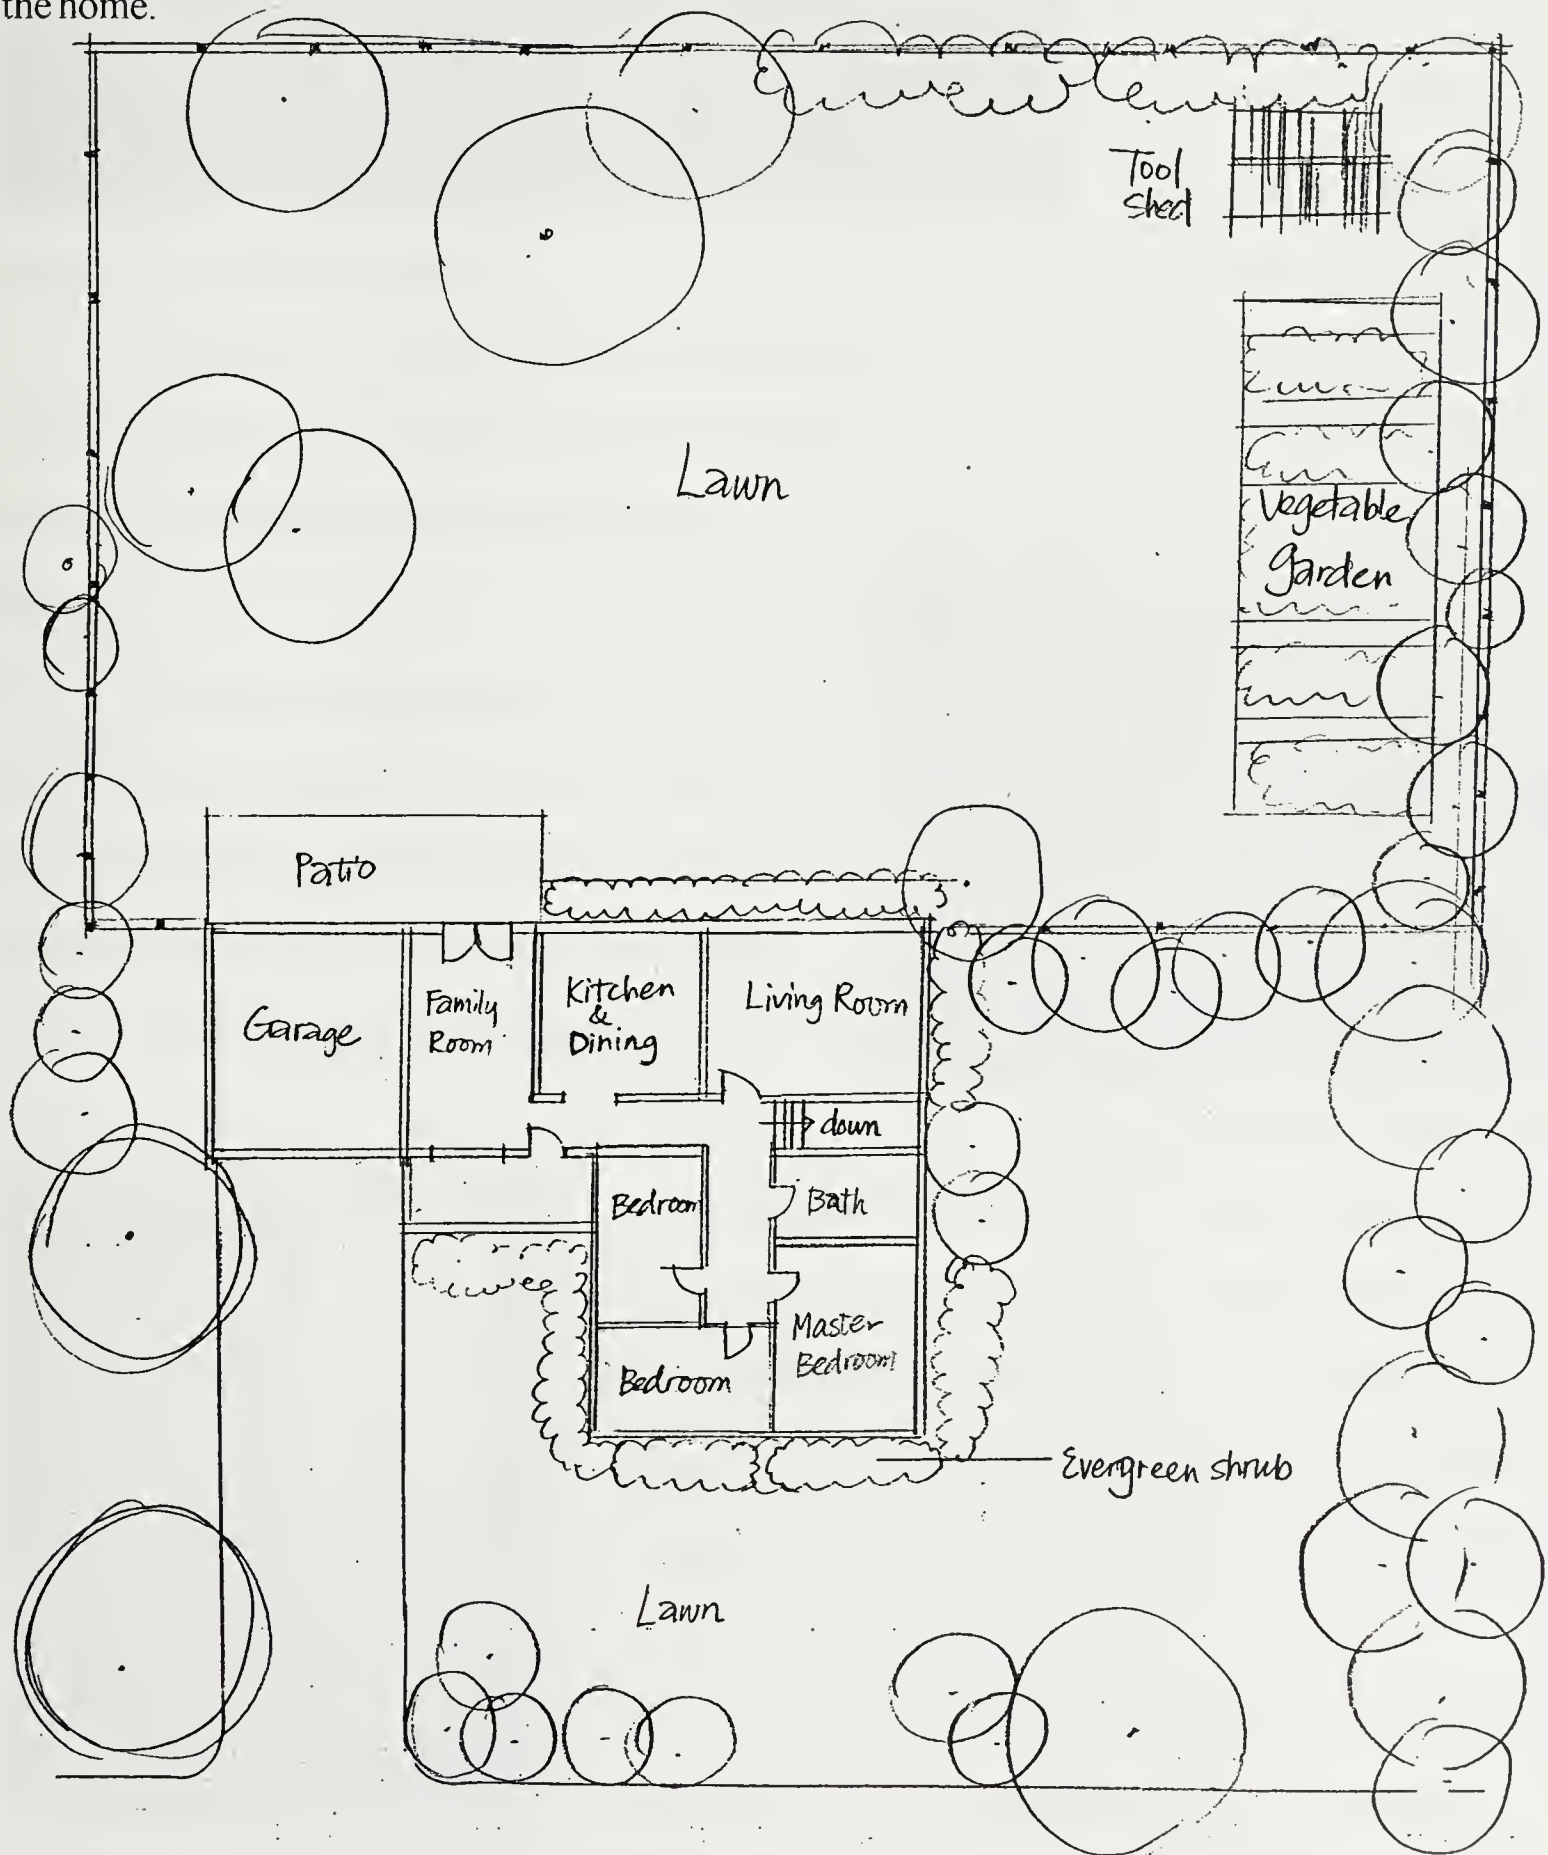 the home.
Tool
Shed
Lawn
Vegetable
garden
Patio
Garage
Family
Room
Kitchen
&
Dining
Living Room
down
Bedroom
Bath
Master
Bedroom
Bedroom
Evergreen shrub
Lawn